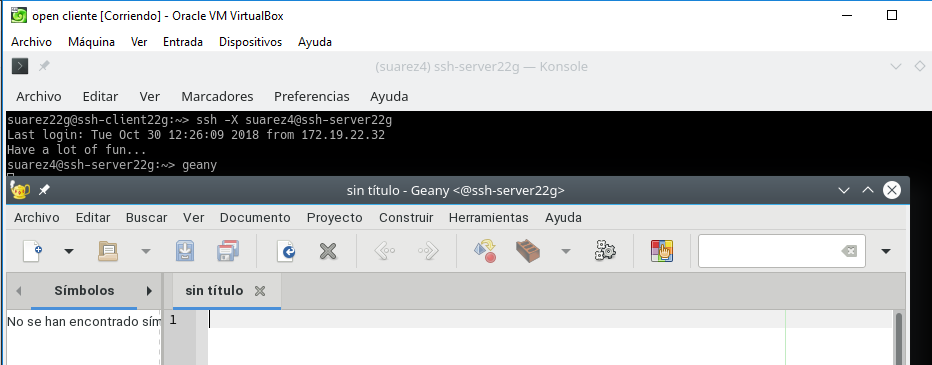 open cliente [Corriendo] - Oracle VM VirtualBox
Archivo Máquina Ver Entrada Dispositivos Ayuda
(suarez4) ssh-server22g — Konsole
Archivo Editar Ver Marcadores Preferencias Ayuda
suarez22g@ssh-client22g:~> ssh -X suarez4@ssh-server22g
Last login: Tue Oct 30 12:26:09 2018 from 172.19.22.32
Have a lot of fun...
suarez4@ssh-server22g:~> geany
sin título - Geany <@ssh-server22g>
Archivo Editar Buscar Ver Documento Proyecto Construir Herramientas Ayuda
Símbolos sin título
No se han encontrado sím 1